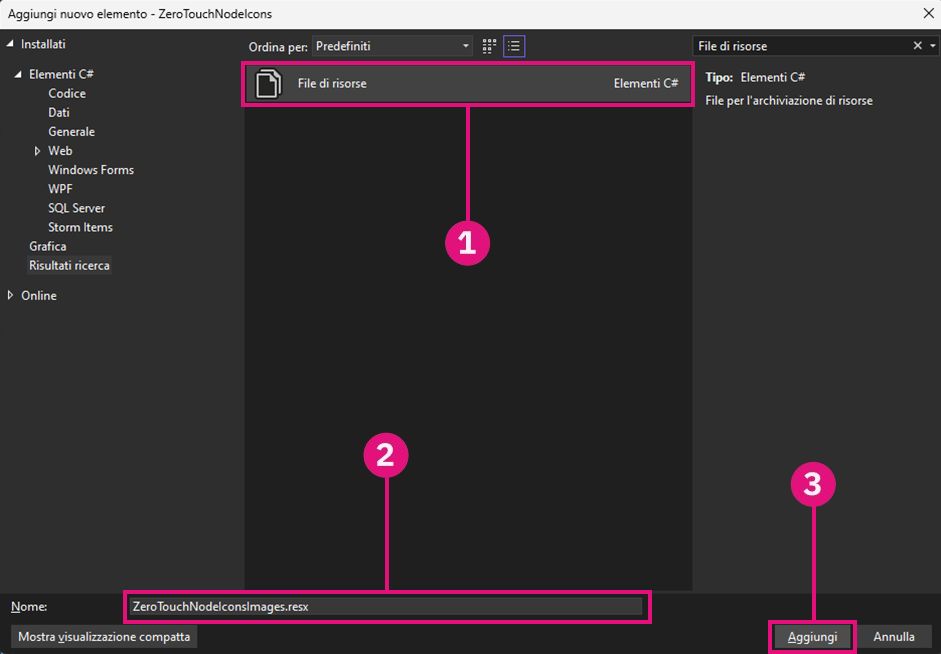 Aggiungi nuovo elemento - ZeroTouchNodeIcons
Installati
Ordina per: Predefiniti
File di risorse
Elementi C#
Codice
Dati
Generale
Web
Windows Forms
WPF
SQL Server
Storm Items
Grafica
Risultati ricerca
Online
File di risorse Elementi C#
Tipo: Elementi C#
File per l'archiviazione di risorse
1
2
3
Nome: ZeroTouchNodeIconsImages.resx
Mostra visualizzazione compatta
Aggiungi
Annulla